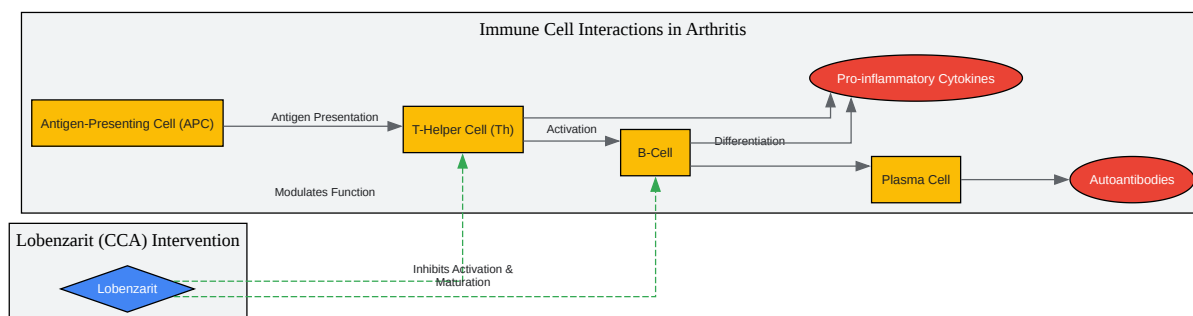 Immune Cell Interactions in Arthritis
Pro-inflammatory Cytokines
Antigen-Presenting Cell (APC)
Antigen Presentation
T-Helper Cell (Th)
Activation
B-Cell
Differentiation
Plasma Cell
Autoantibodies
Modulates Function
Lobenzarit (CCA) Intervention
Lobenzarit
Inhibits Activation &
Maturation